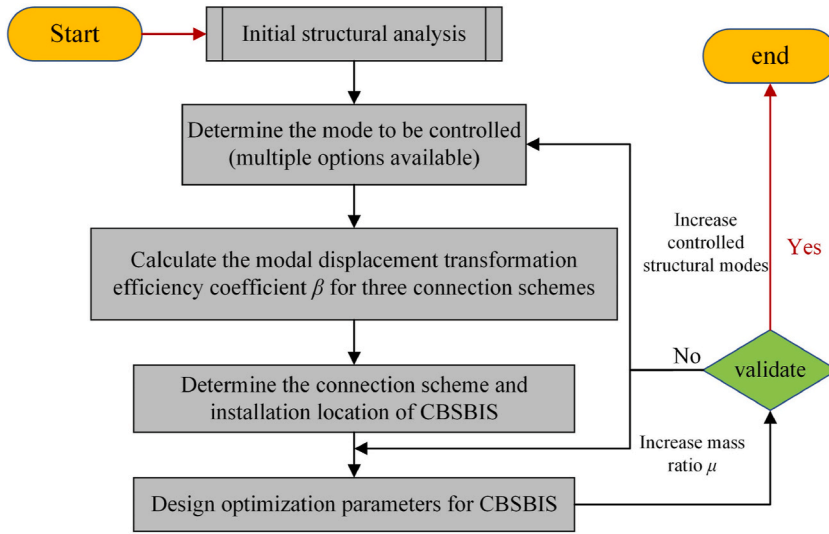 Start
Initial structural analysis
end
Determine the mode to be controlled
(multiple options available)
Increase
controlled
structural modes
Yes
Calculate the modal displacement transformation
efficiency coefficient β for three connection schemes
No
validate
Determine the connection scheme and
installation location of CBSBIS
Increase mass
ratio μ
Design optimization parameters for CBSBIS